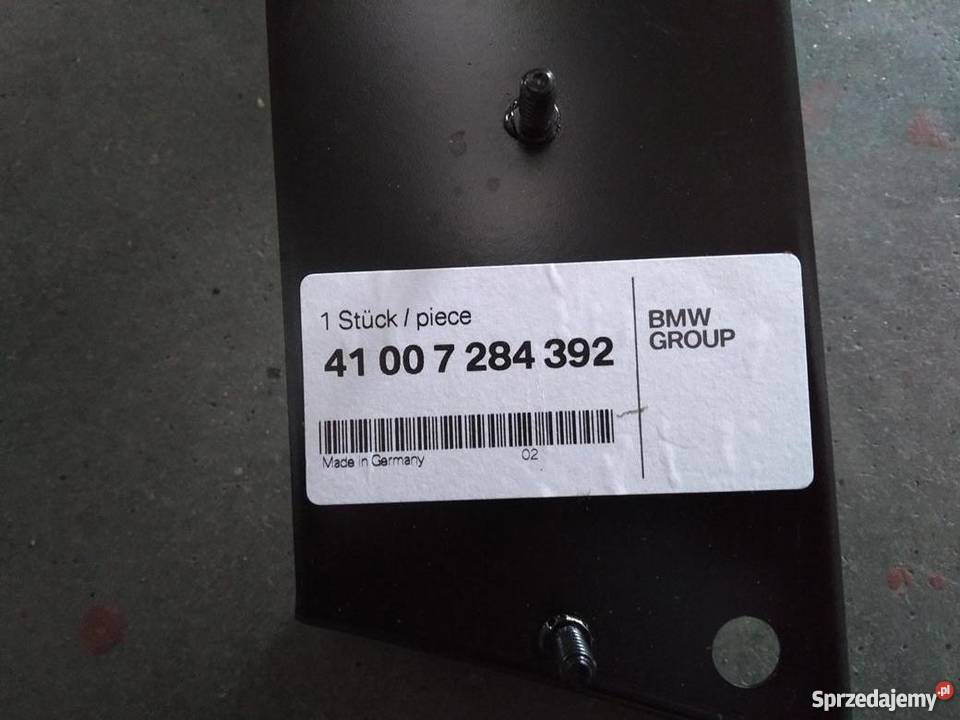 1 Stück / piece
41 00 7 284 392
BMW
GROUP
Made in Germany
02
Sprzedajemy.pl